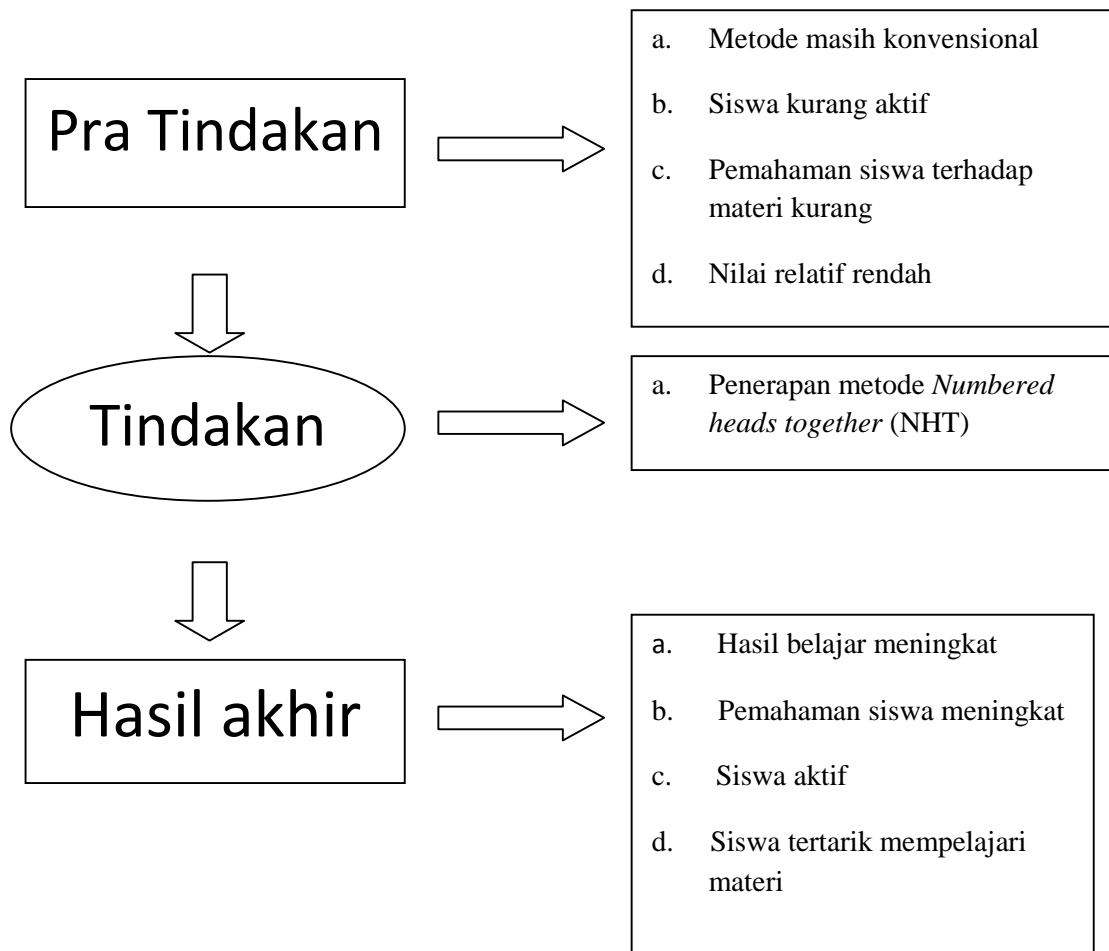 Pra Tindakan
a. Metode masih konvensional
b. Siswa kurang aktif
c. Pemahaman siswa terhadap
materi kurang
d. Nilai relatif rendah
Tindakan
a. Penerapan metode Numbered
heads together (NHT)
Hasil akhir
a. Hasil belajar meningkat
b. Pemahaman siswa meningkat
c. Siswa aktif
d. Siswa tertarik mempelajari
materi